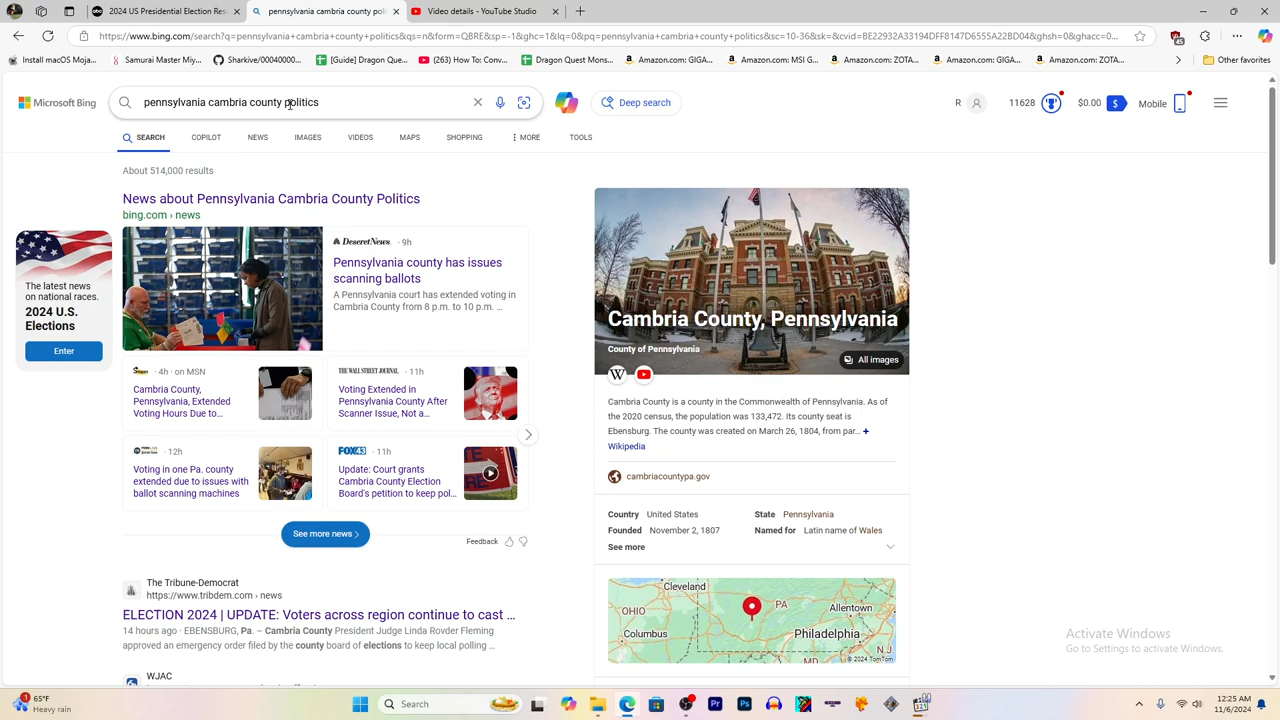 2024 US Presidential Election Res
pennsylvania cambria county politi
(50) YouTube Studio
https://www.bing.com/search?q=pennsylvania+cambria+county+politics&qs=n&form=QBRE&sp=-1&ghc=1&lq=0&pq=pennsylvania+cambria+county+politics&sc=10-36&sk=&cvid=BE22932A33194DFF8147D6555A22BD04&ghsh=0&ghacc=0...
45
Install macOS Moja...
Samurai Master Miy...
Sharkive/00040000...
[Guide] Dragon Que...
(263) How To: Conv...
Dragon Quest Mons...
Amazon.com: GIGA...
Amazon.com: MSI G...
Amazon.com: ZOTA...
Amazon.com: GIGA...
Amazon.com: ZOTA...
Other favorites
Microsoft Bing
pennsylvania cambria county politics
Deep search
R
11628
$0.00
$
Mobile
SEARCH
COPILOT
NEWS
IMAGES
VIDEOS
MAPS
SHOPPING
MORE
TOOLS
About 514,000 results
News about Pennsylvania Cambria County Politics
bing.com › news
Deseret News. · 9h
Pennsylvania county has issues
scanning ballots
A Pennsylvania court has extended voting in
Cambria County from 8 p.m. to 10 p.m. ...
The latest news
on national races.
2024 U.S.
Elections
Enter
· 4h · on MSN
Cambria County,
Pennsylvania, Extended
Voting Hours Due to...
THE WALL STREET JOURNAL. · 11h
Voting Extended in
Pennsylvania County After
Scanner Issue, Not a...
· 12h
Voting in one Pa. county
extended due to issues with
ballot scanning machines
FOX43 · 11h
Update: Court grants
Cambria County Election
Board's petition to keep pol...
See more news
Feedback
The Tribune-Democrat
https://www.tribdem.com › news
ELECTION 2024 | UPDATE: Voters across region continue to cast ...
14 hours ago · EBENSBURG, Pa. – Cambria County President Judge Linda Rovder Fleming
approved an emergency order filed by the county board of elections to keep local polling ...
WJAC
Cambria County, Pennsylvania
County of Pennsylvania
All images
W
Cambria County is a county in the Commonwealth of Pennsylvania. As of
the 2020 census, the population was 133,472. Its county seat is
Ebensburg. The county was created on March 26, 1804, from par... +
Wikipedia
cambriacountypa.gov
Country United States
State Pennsylvania
Founded November 2, 1807
Named for Latin name of Wales
See more
Cleveland
OHIO
PA
Allentown
Columbus
Philadelphia
N.J.
MD
© 2024 TomTom
Activate Windows
Go to Settings to activate Windows.
1
65°F
Heavy rain
Search
Pr
Ps
12:25 AM
11/6/2024